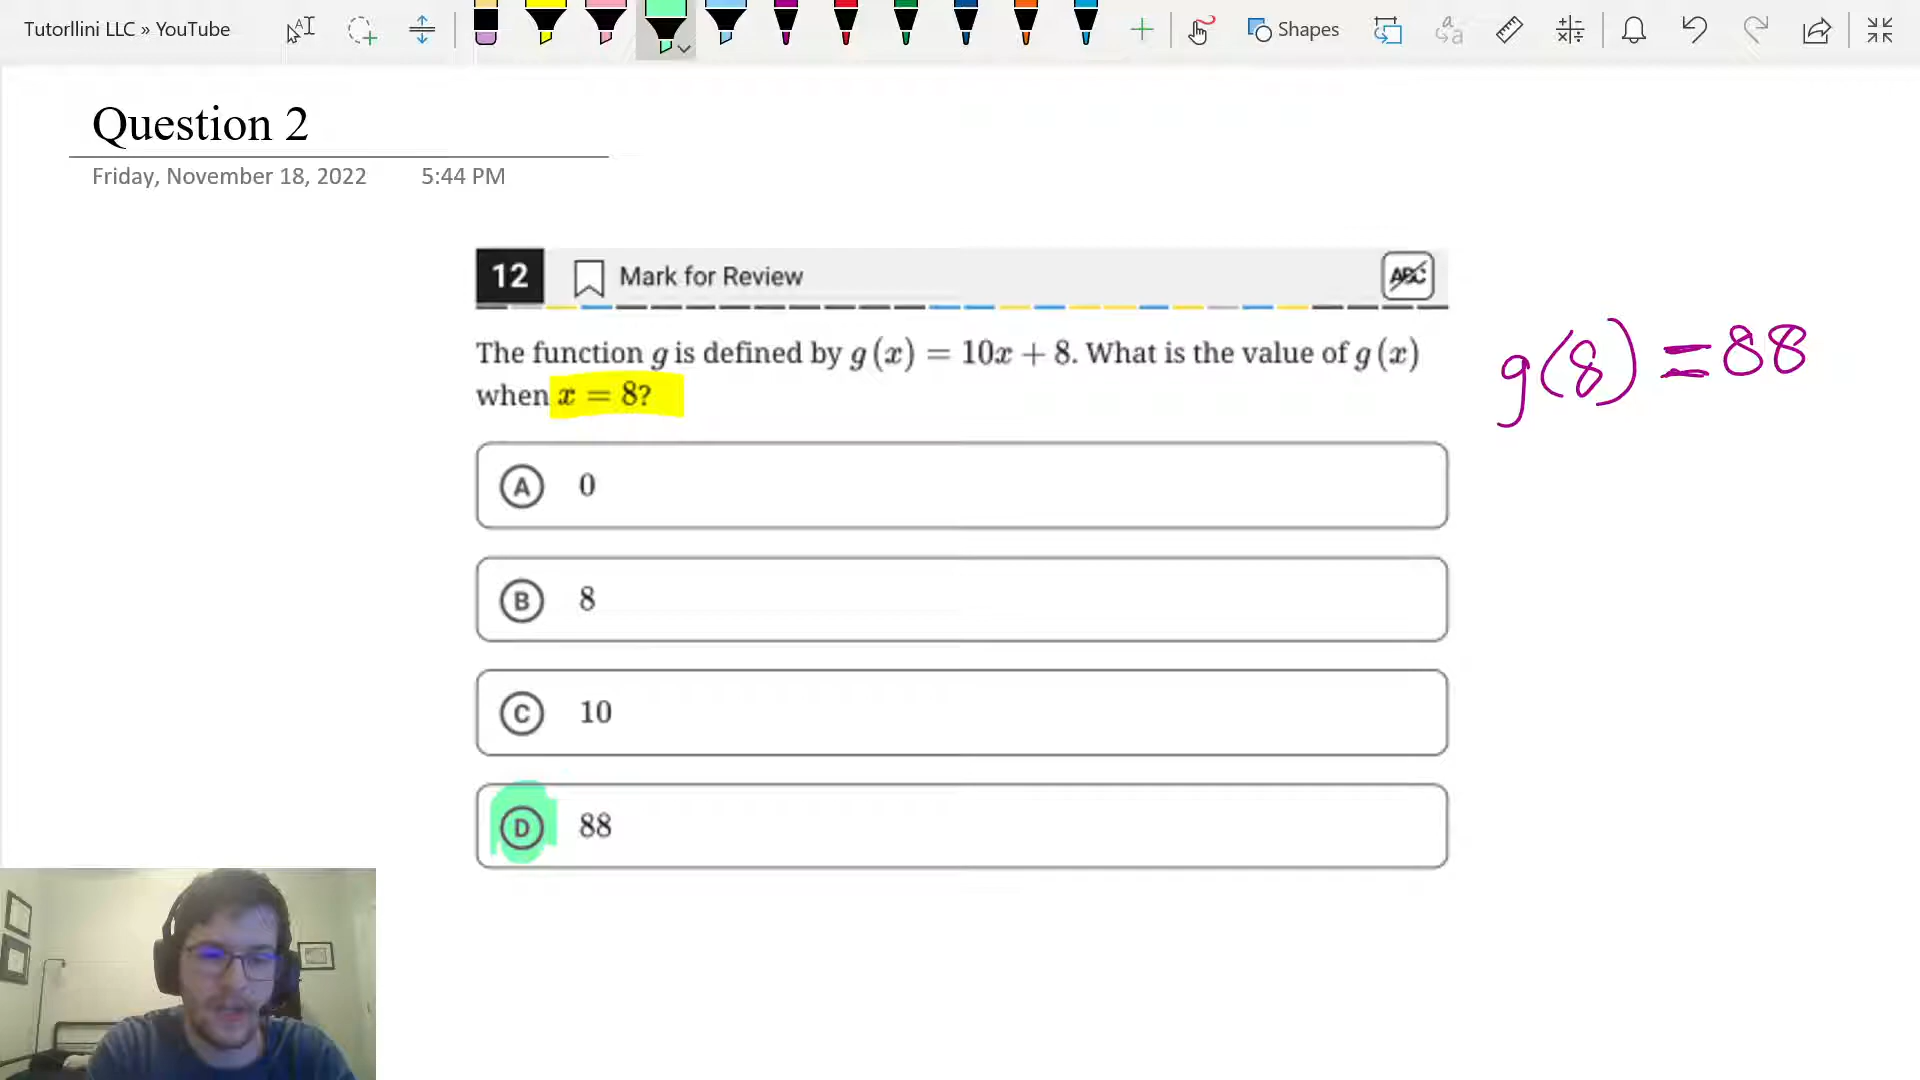 Tutorllini LLC » YouTube
Shapes
Question 2
Friday, November 18, 2022 5:44 PM
12 Mark for Review ABC
The function g is defined by g(x) = 10x + 8. What is the value of g(x)
when x = 8?
g(8) = 88
A 0
B 8
C 10
D 88